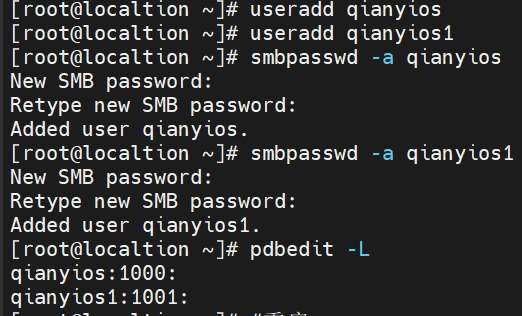 [root@localtion ~]# useradd qianyios
[root@localtion ~]# useradd qianyios1
[root@localtion ~]# smbpasswd -a qianyios
New SMB password:
Retype new SMB password:
Added user qianyios.
[root@localtion ~]# smbpasswd -a qianyios1
New SMB password:
Retype new SMB password:
Added user qianyios1.
[root@localtion ~]# pdbedit -L
qianyios:1000:
qianyios1:1001: